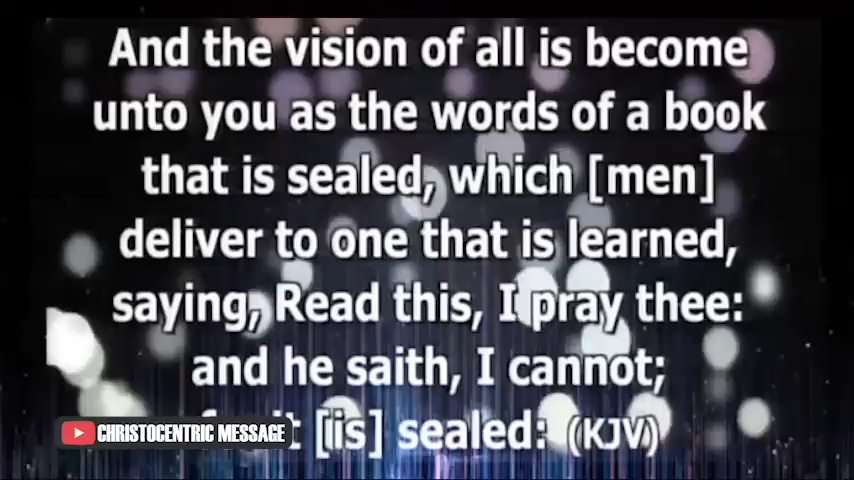 And the vision of all is become
unto you as the words of a book
that is sealed, which [men]
deliver to one that is learned,
saying, Read this, I pray thee:
and he saith, I cannot;
[is] sealed: (KJV)
CHRISTOCENTRIC MESSAGE